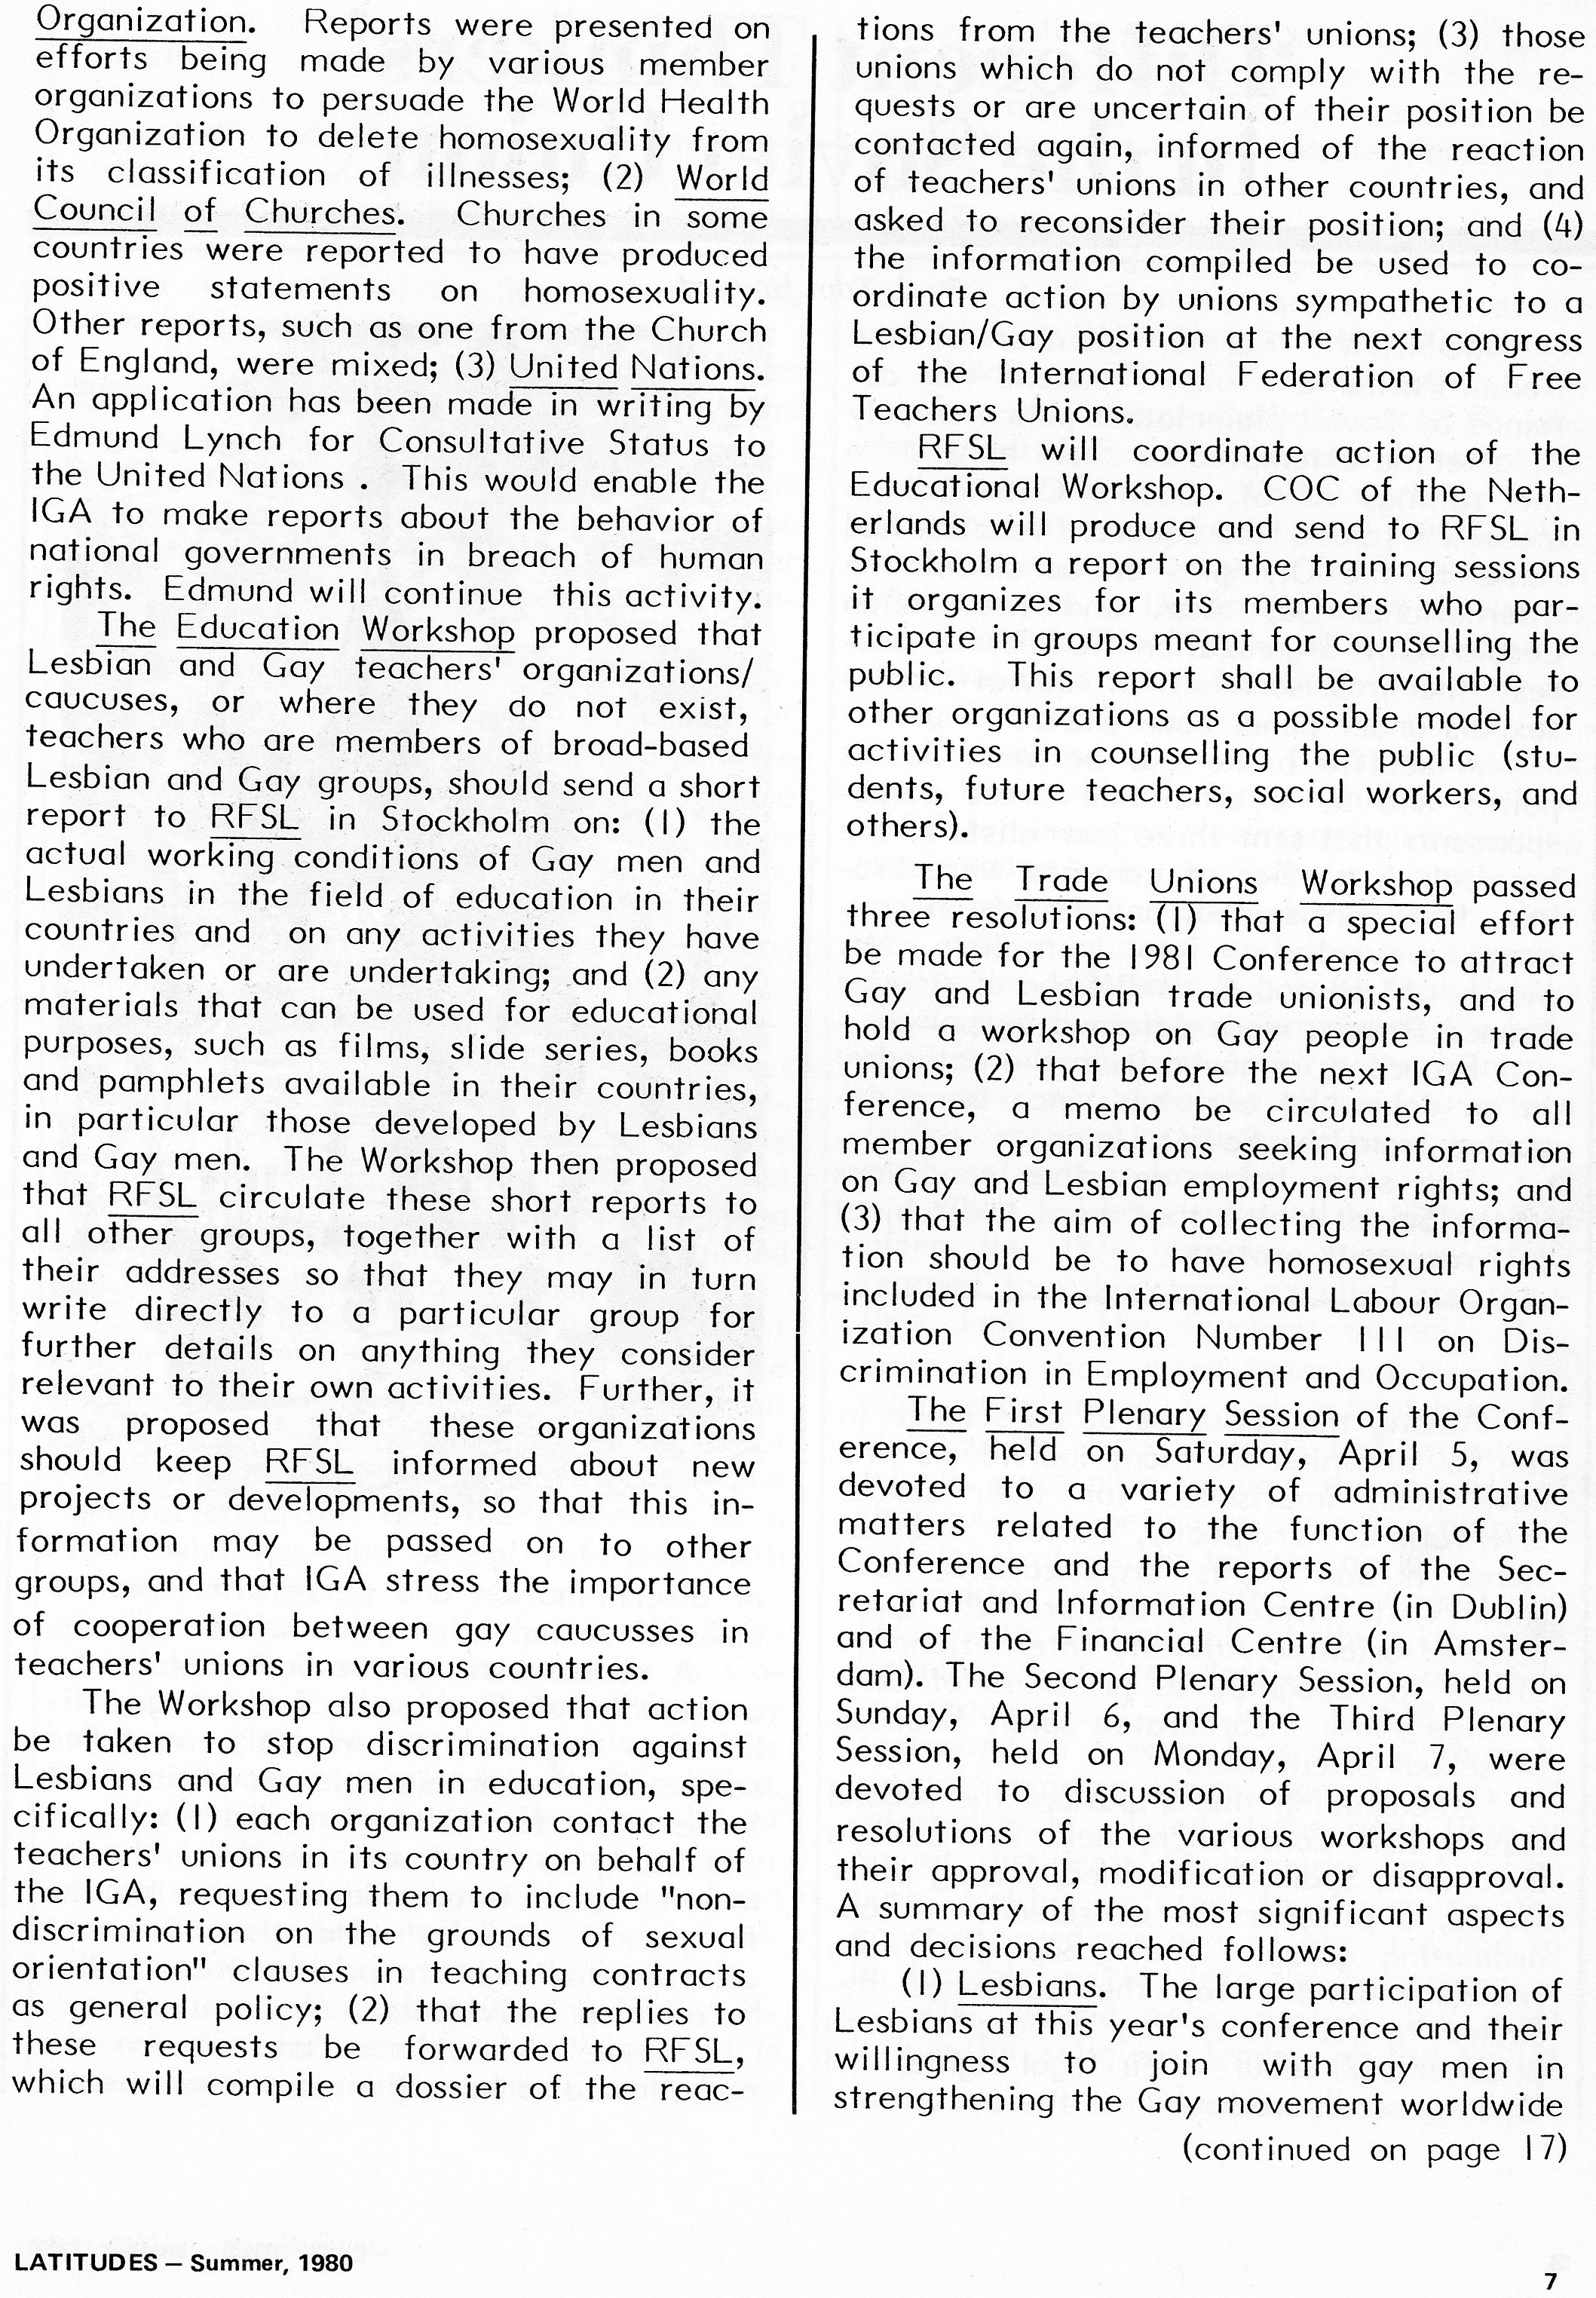 Organization. Reports were presented on
efforts being made by various member
organizations to persuade the World Health
Organization to delete homosexuality from
its classification of illnesses; (2) World
Council of Churches. Churches in some
countries were reported to have produced
positive statements on homosexuality.
Other reports, such as one from the Church
of England, were mixed; (3) United Nations.
An application has been made in writing by
Edmund Lynch for Consultative Status to
the United Nations . This would enable the
IGA to make reports about the behavior of
national governments in breach of human
rights. Edmund will continue this activity.
The Education Workshop proposed that
Lesbian and Gay teachers' organizations/
caucuses, or where they do not exist,
teachers who are members of broad-based
Lesbian and Gay groups, should send a short
report to RFSL in Stockholm on: (1) the
actual working conditions of Gay men and
Lesbians in the field of education in their
countries and on any activities they have
undertaken or are undertaking; and (2) any
materials that can be used for educational
purposes, such as films, slide series, books
and pamphlets available in their countries,
in particular those developed by Lesbians
and Gay men. The Workshop then proposed
that RFSL circulate these short reports to
all other groups, together with a list of
their addresses so that they may in turn
write directly to a particular group for
further details on anything they consider
relevant to their own activities. Further, it
was proposed that these organizations
should keep RFSL informed about new
projects or developments, so that this in-
formation may be passed on to other
groups, and that IGA stress the importance
of cooperation between gay caucusses in
teachers' unions in various countries.
The Workshop also proposed that action
be taken to stop discrimination against
Lesbians and Gay men in education, spe-
cifically: (1) each organization contact the
teachers' unions in its country on behalf of
the IGA, requesting them to include "non-
discrimination on the grounds of sexual
orientation" clauses in teaching contracts
as general policy; (2) that the replies to
these requests be forwarded to RFSL,
which will compile a dossier of the reac-
tions from the teachers' unions; (3) those
unions which do not comply with the re-
quests or are uncertain of their position be
contacted again, informed of the reaction
of teachers' unions in other countries, and
asked to reconsider their position; and (4)
the information compiled be used to co-
ordinate action by unions sympathetic to a
Lesbian/Gay position at the next congress
of the International Federation of Free
Teachers Unions.
RFSL will coordinate action of the
Educational Workshop. COC of the Neth-
erlands will produce and send to RFSL in
Stockholm a report on the training sessions
it organizes for its members who par-
ticipate in groups meant for counselling the
public. This report shall be available to
other organizations as a possible model for
activities in counselling the public (stu-
dents, future teachers, social workers, and
others).
The Trade Unions Workshop passed
three resolutions: (1) that a special effort
be made for the 1981 Conference to attract
Gay and Lesbian trade unionists, and to
hold a workshop on Gay people in trade
unions; (2) that before the next IGA Con-
ference, a memo be circulated to all
member organizations seeking information
on Gay and Lesbian employment rights; and
(3) that the aim of collecting the informa-
tion should be to have homosexual rights
included in the International Labour Organ-
ization Convention Number 111 on Dis-
crimination in Employment and Occupation.
The First Plenary Session of the Conf-
erence, held on Saturday, April 5, was
devoted to a variety of administrative
matters related to the function of the
Conference and the reports of the Sec-
retariat and Information Centre (in Dublin)
and of the Financial Centre (in Amster-
dam). The Second Plenary Session, held on
Sunday, April 6, and the Third Plenary
Session, held on Monday, April 7, were
devoted to discussion of proposals and
resolutions of the various workshops and
their approval, modification or disapproval.
A summary of the most significant aspects
and decisions reached follows:
(1) Lesbians. The large participation of
Lesbians at this year's conference and their
willingness to join with gay men in
strengthening the Gay movement worldwide
(continued on page 17)
LATITUDES – Summer, 1980
7